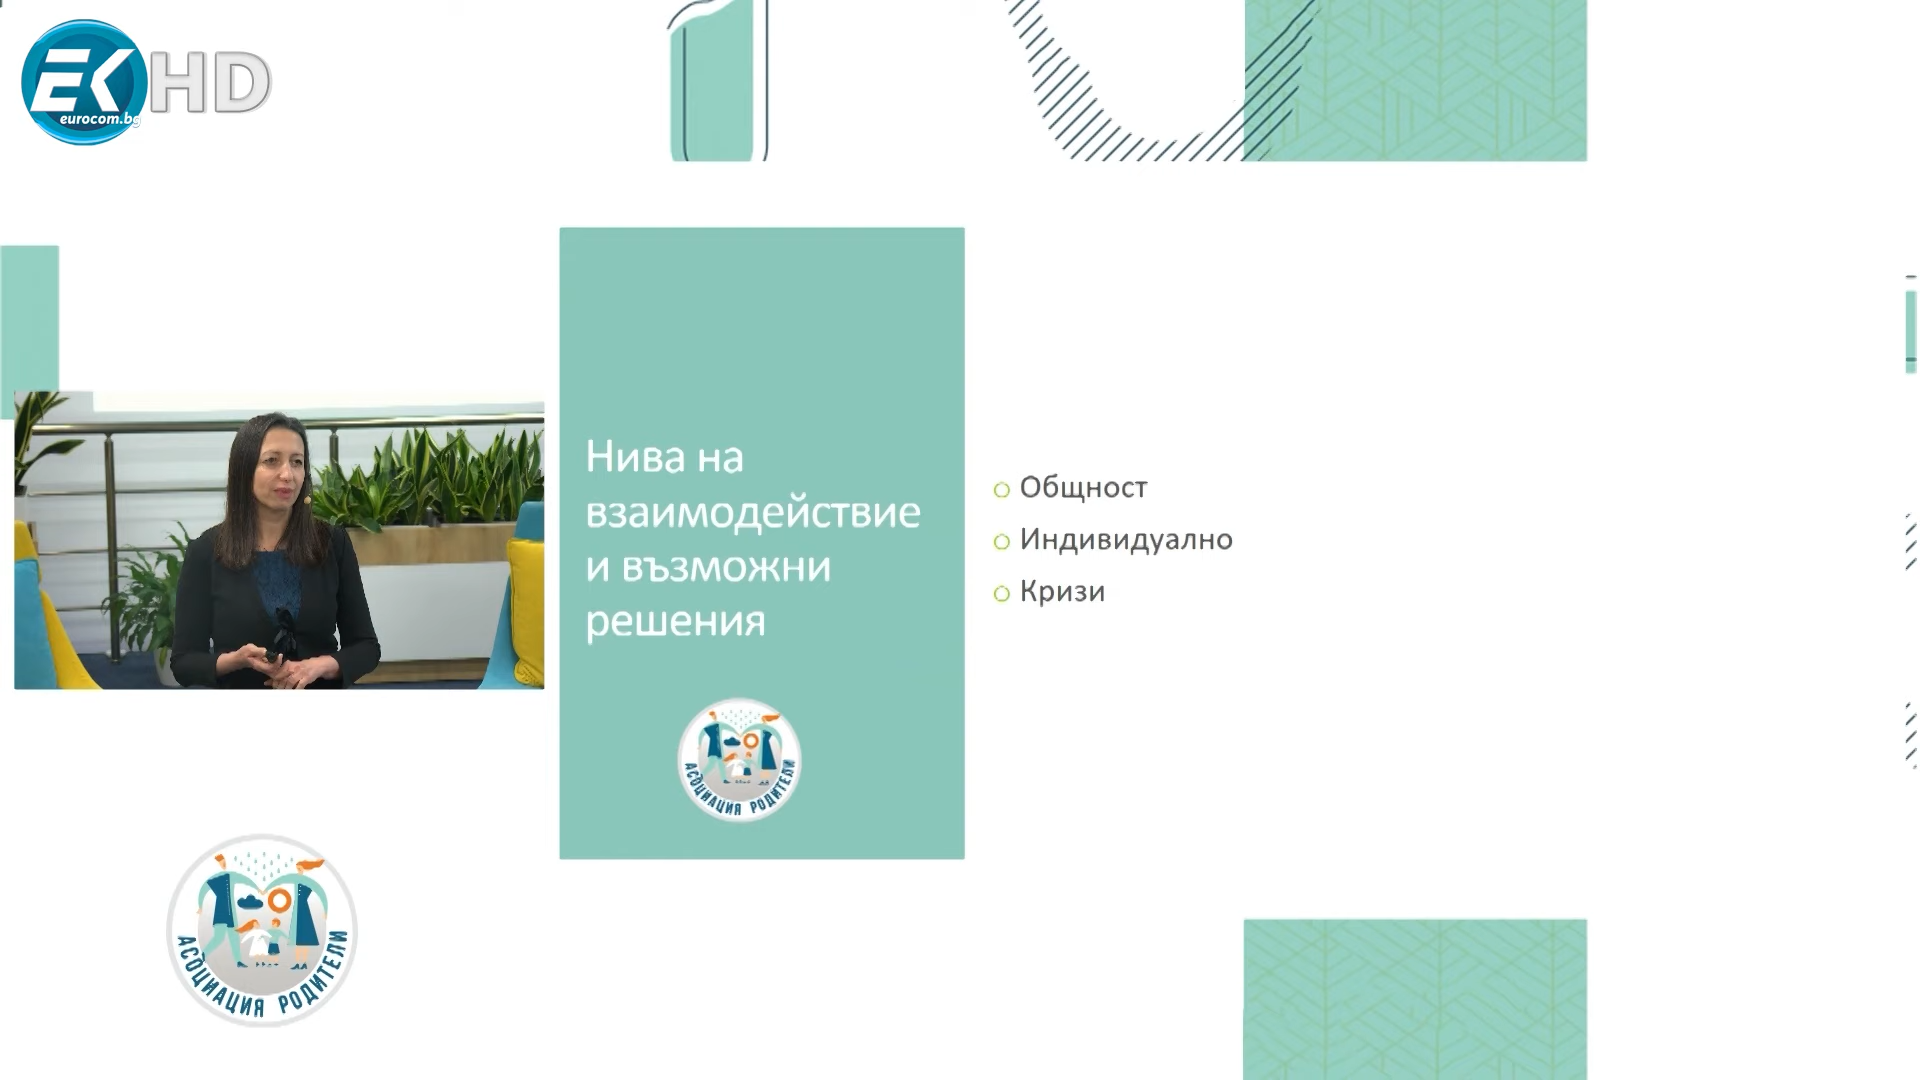 EK HD
eurocom.bg
Нива на
взаимодействие
и възможни
решения
Общност
Индивидуално
Кризи
АСОЦИАЦИЯ РОДИТЕЛИ
АСОЦИАЦИЯ РОДИТЕЛИ